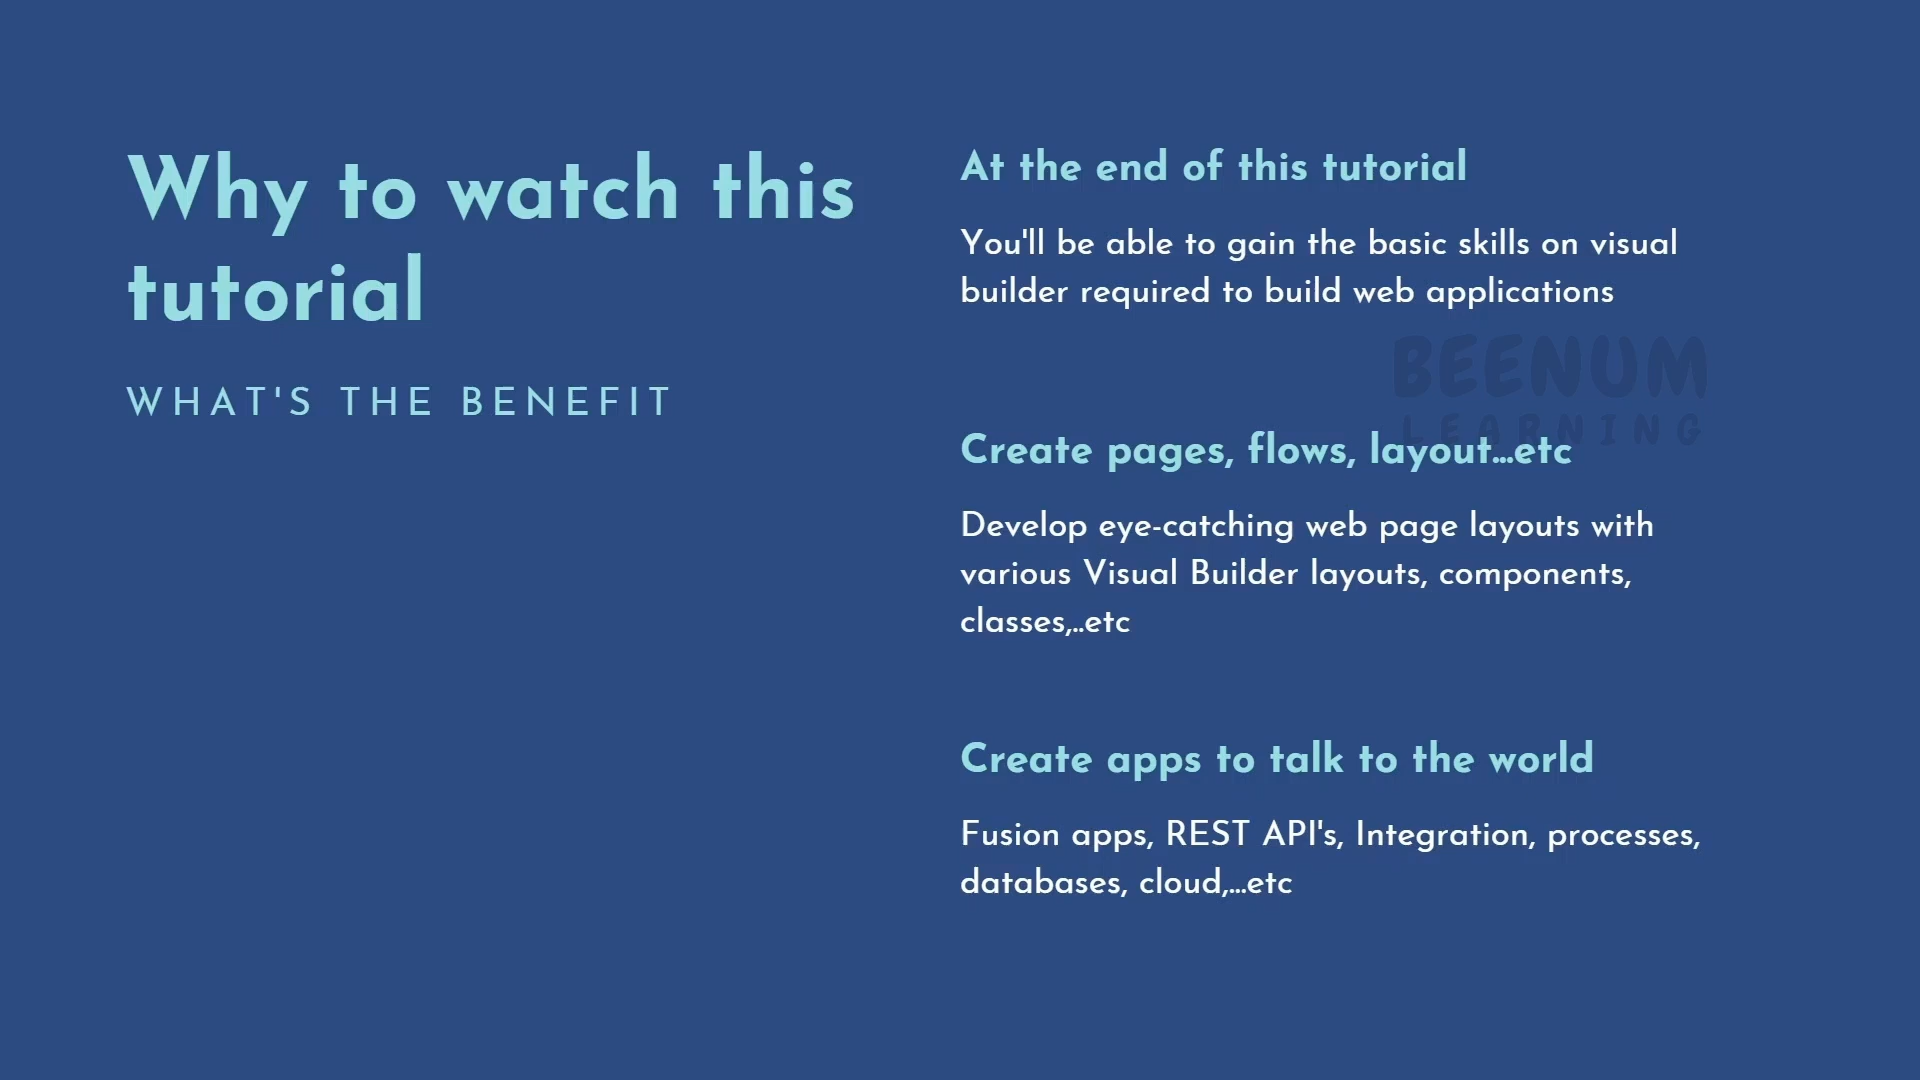 Why to watch this
tutorial
WHAT'S THE BENEFIT
At the end of this tutorial
You'll be able to gain the basic skills on visual
builder required to build web applications
BEENUM
LEARNING
Create pages, flows, layout...etc
Develop eye-catching web page layouts with
various Visual Builder layouts, components,
classes,..etc
Create apps to talk to the world
Fusion apps, REST API's, Integration, processes,
databases, cloud,...etc